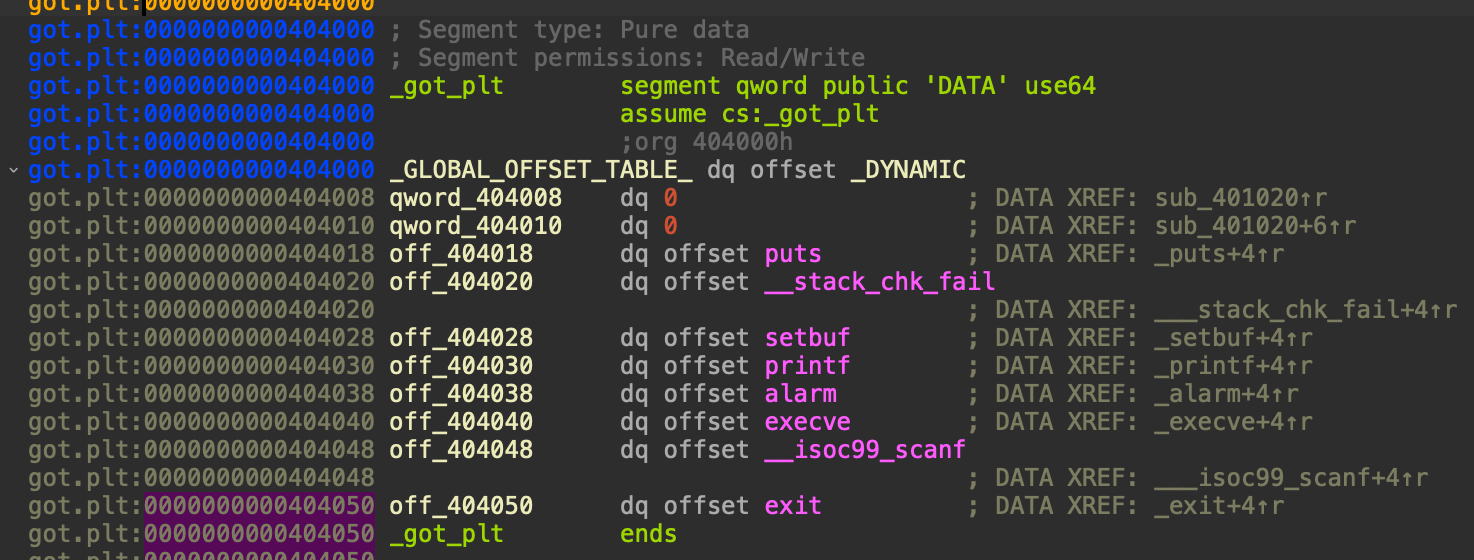 got.plt:0000000000404000
got.plt:0000000000404000 ; Segment type: Pure data
got.plt:0000000000404000 ; Segment permissions: Read/Write
got.plt:0000000000404000 _got_plt        segment qword public 'DATA' use64
got.plt:0000000000404000                 assume cs:_got_plt
got.plt:0000000000404000                 ;org 404000h
got.plt:0000000000404000 _GLOBAL_OFFSET_TABLE_ dq offset _DYNAMIC
got.plt:0000000000404008 qword_404008    dq 0                    ; DATA XREF: sub_401020↑r
got.plt:0000000000404010 qword_404010    dq 0                    ; DATA XREF: sub_401020+6↑r
got.plt:0000000000404018 off_404018      dq offset puts          ; DATA XREF: _puts+4↑r
got.plt:0000000000404020 off_404020      dq offset __stack_chk_fail
got.plt:0000000000404020                                         ; DATA XREF: ___stack_chk_fail+4↑r
got.plt:0000000000404028 off_404028      dq offset setbuf        ; DATA XREF: _setbuf+4↑r
got.plt:0000000000404030 off_404030      dq offset printf        ; DATA XREF: _printf+4↑r
got.plt:0000000000404038 off_404038      dq offset alarm         ; DATA XREF: _alarm+4↑r
got.plt:0000000000404040 off_404040      dq offset execve        ; DATA XREF: _execve+4↑r
got.plt:0000000000404048 off_404048      dq offset __isoc99_scanf
got.plt:0000000000404048                                         ; DATA XREF: ___isoc99_scanf+4↑r
got.plt:0000000000404050 off_404050      dq offset exit          ; DATA XREF: _exit+4↑r
got.plt:0000000000404050 _got_plt        ends
got.plt:0000000000404050